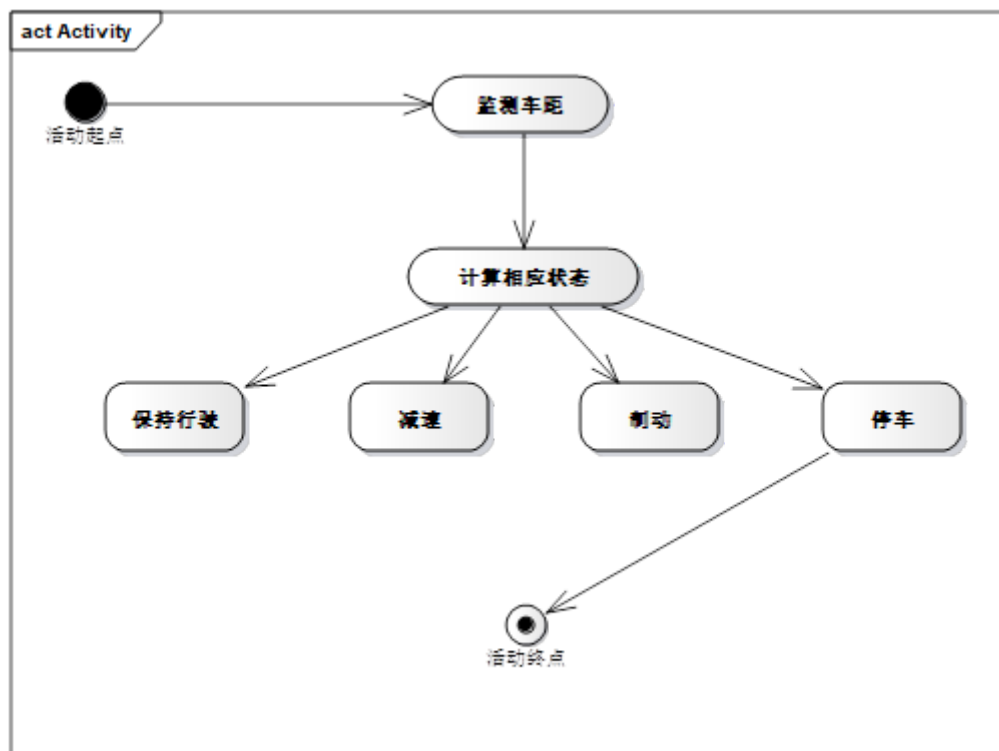 act Activity
监测车距
活动起点
计算相应状态
保持行驶
减速
制动
停车
活动终点